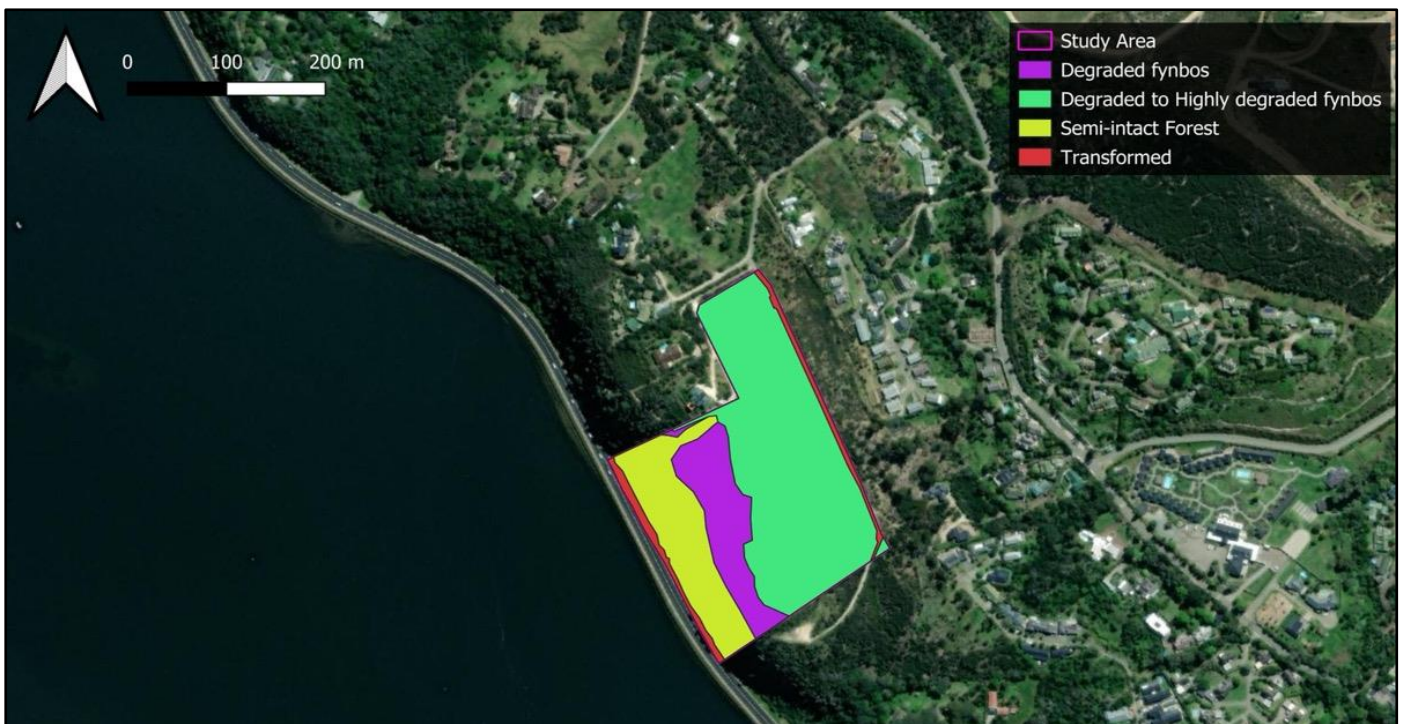 0 100 200 m
Study Area
Degraded fynbos
Degraded to Highly degraded fynbos
Semi-intact Forest
Transformed